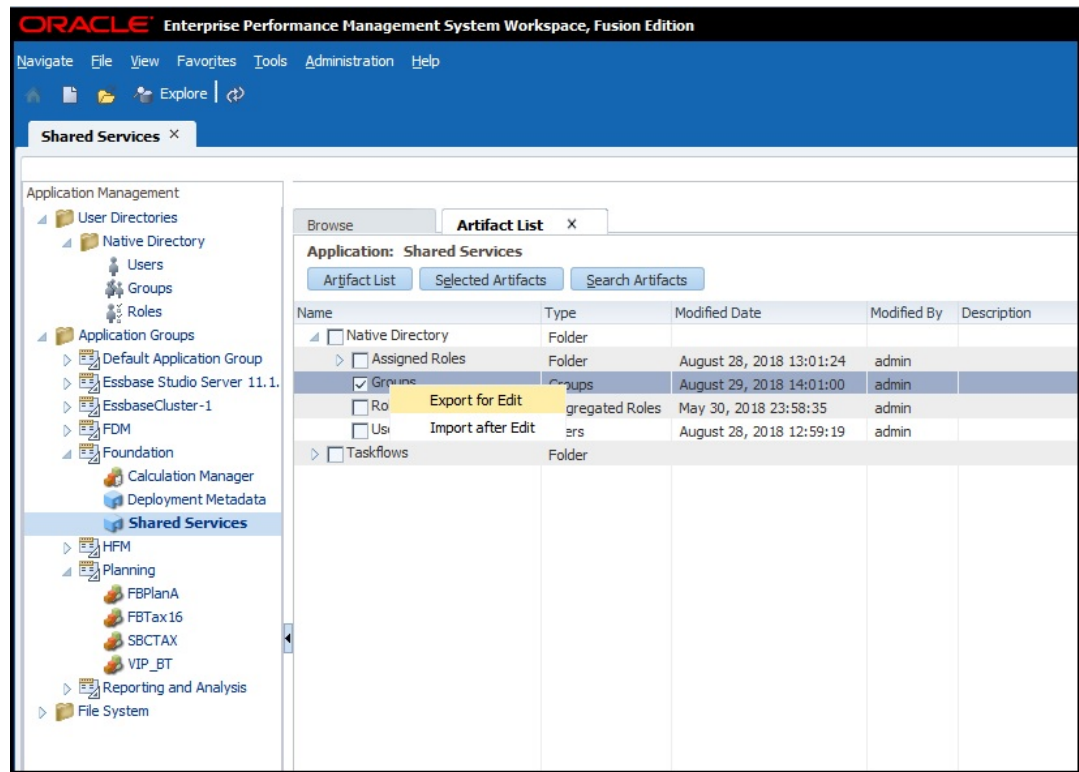 ORACLE® Enterprise Performance Management System Workspace, Fusion Edition
Navigate File View Favorites Tools Administration Help
Explore
Shared Services ×
Application Management
User Directories
Native Directory
Users
Groups
Roles
Application Groups
Default Application Group
Essbase Studio Server 11.1.
EssbaseCluster-1
FDM
Foundation
Calculation Manager
Deployment Metadata
Shared Services
HFM
Planning
FBPlanA
FBTax16
SBCTAX
VIP_BT
Reporting and Analysis
File System
Browse Artifact List X
Application: Shared Services
Artifact List Selected Artifacts Search Artifacts
Name Type Modified Date Modified By Description
Native Directory Folder
Assigned Roles Folder August 28, 2018 13:01:24 admin
Groups Groups August 29, 2018 14:01:00 admin
Export for Edit
Ro ggregated Roles May 30, 2018 23:58:35 admin
Import after Edit
Us ers August 28, 2018 12:59:19 admin
Taskflows Folder